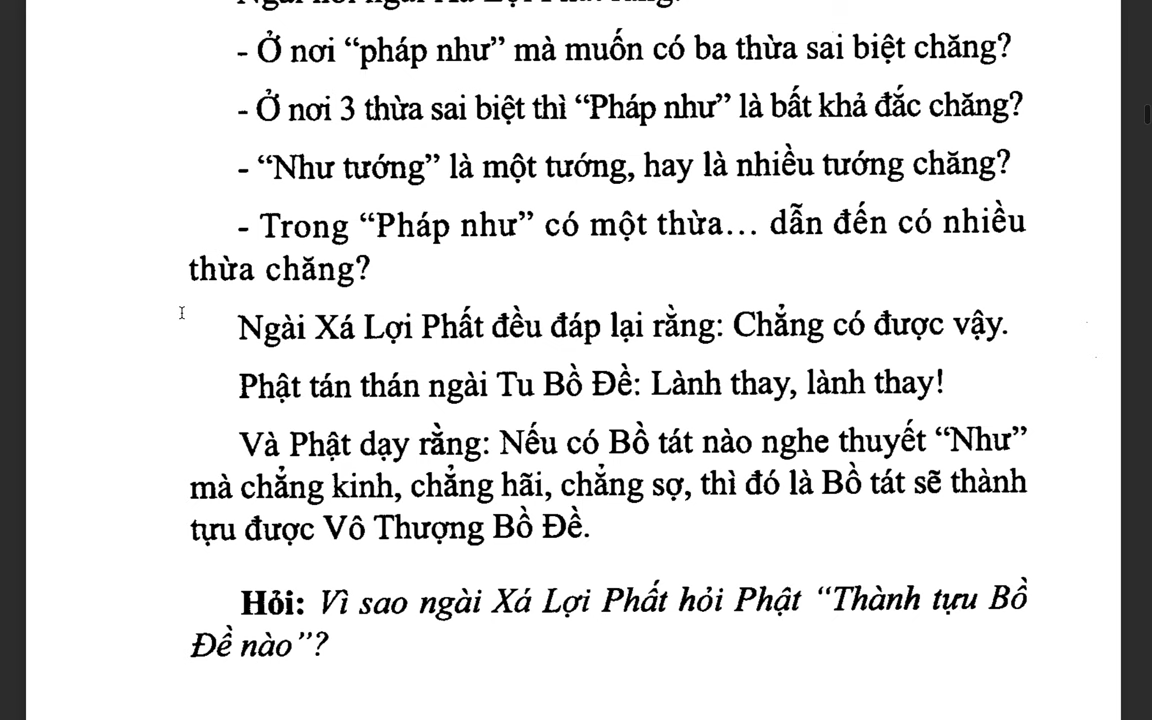 - Ở nơi “pháp như” mà muốn có ba thừa sai biệt chăng?
- Ở nơi 3 thừa sai biệt thì “Pháp như” là bất khả đắc chăng?
- “Như tướng” là một tướng, hay là nhiều tướng chăng?
- Trong “Pháp như” có một thừa… dẫn đến có nhiều
thừa chăng?
Ngài Xá Lợi Phất đều đáp lại rằng: Chẳng có được vậy.
Phật tán thán ngài Tu Bồ Đề: Lành thay, lành thay!
Và Phật dạy rằng: Nếu có Bồ tát nào nghe thuyết “Như”
mà chẳng kinh, chẳng hãi, chẳng sợ, thì đó là Bồ tát sẽ thành
tựu được Vô Thượng Bồ Đề.
Hỏi: Vì sao ngài Xá Lợi Phất hỏi Phật “Thành tựu Bồ
Đề nào”?